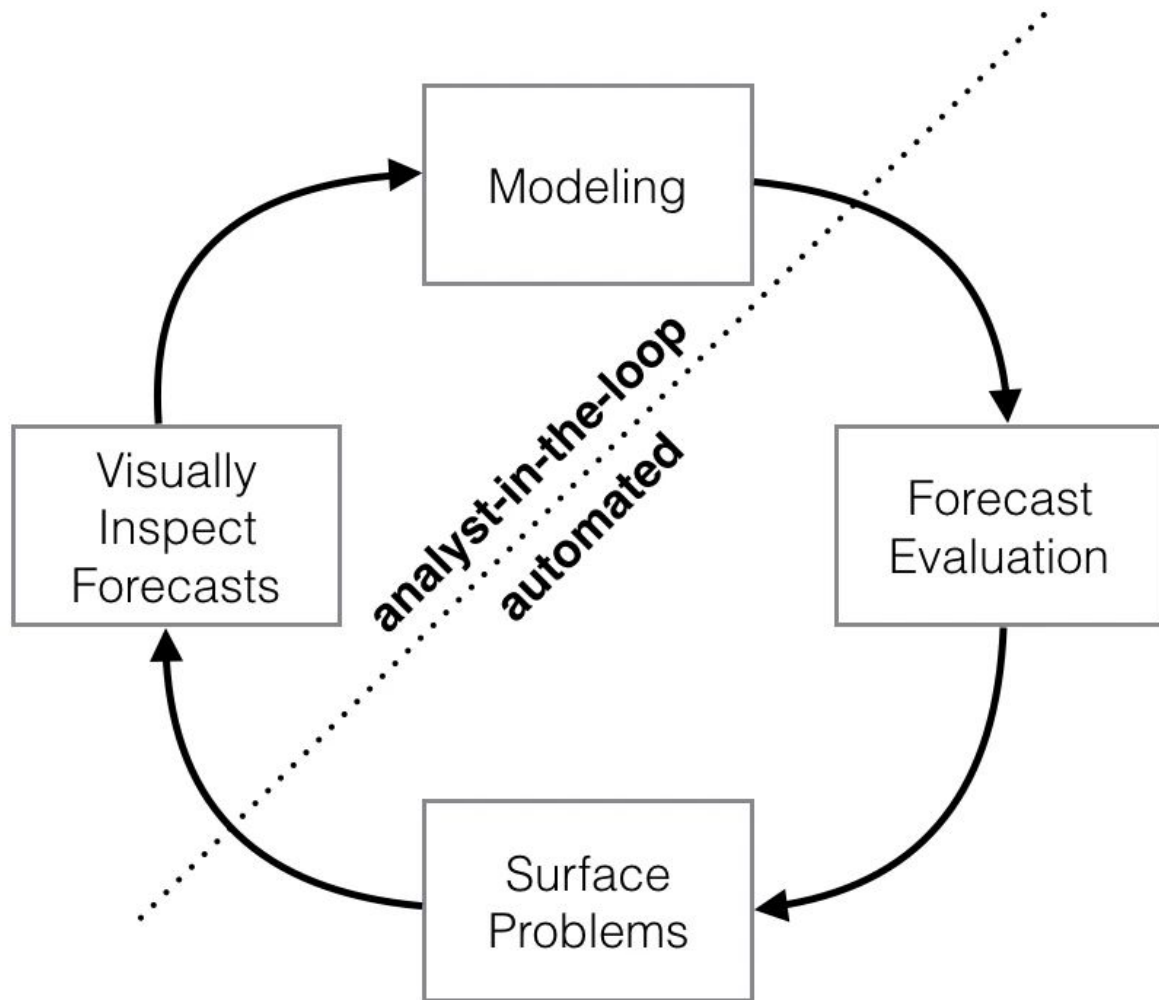 Modeling
analyst-in-the-loop
automated
Visually
Inspect
Forecasts
Forecast
Evaluation
Surface
Problems